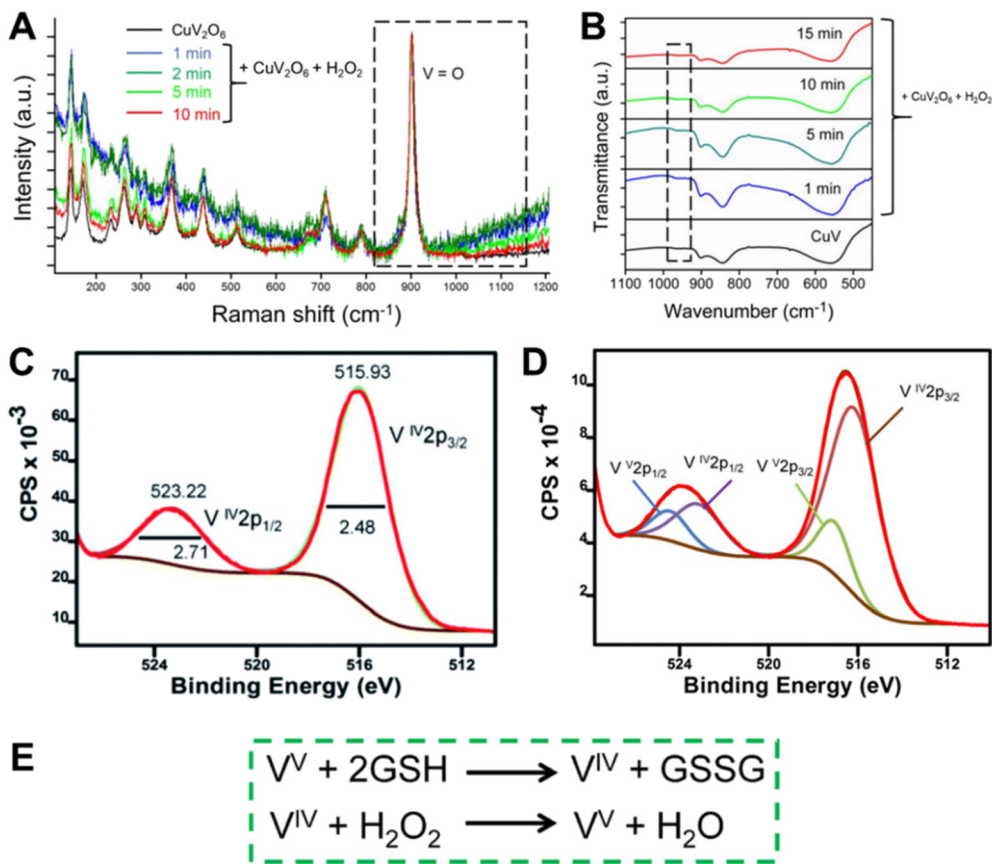 A
CuV₂O₆
1 min
2 min
5 min
10 min
+ CuV₂O₆ + H₂O₂
V = O
Intensity (a.u.)
200 300 400 500 600 700 800 900 1000 1100 1200
Raman shift (cm⁻¹)
B
15 min
10 min
5 min
1 min
CuV
+ CuV₂O₆ + H₂O₂
Transmittance (a.u.)
1100 1000 900 800 700 600 500
Wavenumber (cm⁻¹)
C
70
60
50
40
30
20
10
CPS x 10⁻³
515.93
V ᴵⱽ2p₃/₂
2.48
523.22
V ᴵⱽ2p₁/₂
2.71
524 520 516 512
Binding Energy (eV)
D
10
8
6
4
2
CPS x 10⁻⁴
V ᴵⱽ2p₃/₂
V ⱽ2p₁/₂
V ᴵⱽ2p₁/₂
V ⱽ2p₃/₂
524 520 516 512
Binding Energy (eV)
E
Vⱽ + 2GSH → Vᴵⱽ + GSSG
Vᴵⱽ + H₂O₂ → Vⱽ + H₂O